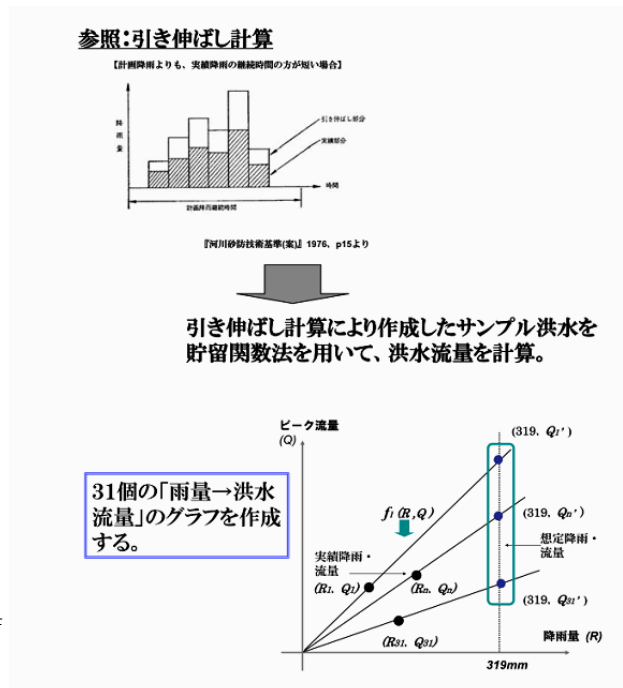 参照：引き伸ばし計算
【計画降雨よりも、実績降雨の継続時間の方が短い場合】
降
雨
量
引き伸ばし部分
実績部分
時間
計画降雨継続時間
『河川砂防技術基準(案)』1976、p15より
引き伸ばし計算により作成したサンプル洪水を
貯留関数法を用いて、洪水流量を計算。
ピーク流量
(Q)
(319、Q1’)
31個の「雨量→洪水
流量」のグラフを作成
する。
f1(R,Q)
(319、Qn’)
想定降雨・
流量
実績降雨・
流量
(R1、Q1)
(Rn、Qn)
(319、Q31’)
(R31、Q31)
降雨量 (R)
319mm